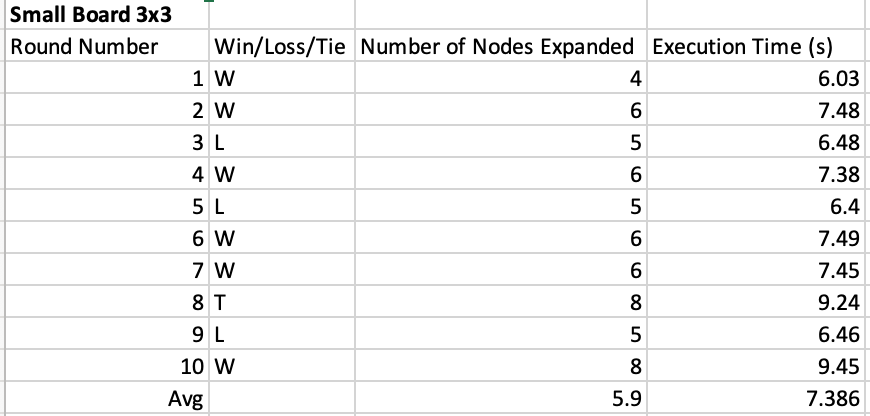 Small Board 3x3
Round Number Win/Loss/Tie Number of Nodes Expanded Execution Time (s)
1 W 4 6.03
2 W 6 7.48
3 L 5 6.48
4 W 6 7.38
5 L 5 6.4
6 W 6 7.49
7 W 6 7.45
8 T 8 9.24
9 L 5 6.46
10 W 8 9.45
Avg 5.9 7.386